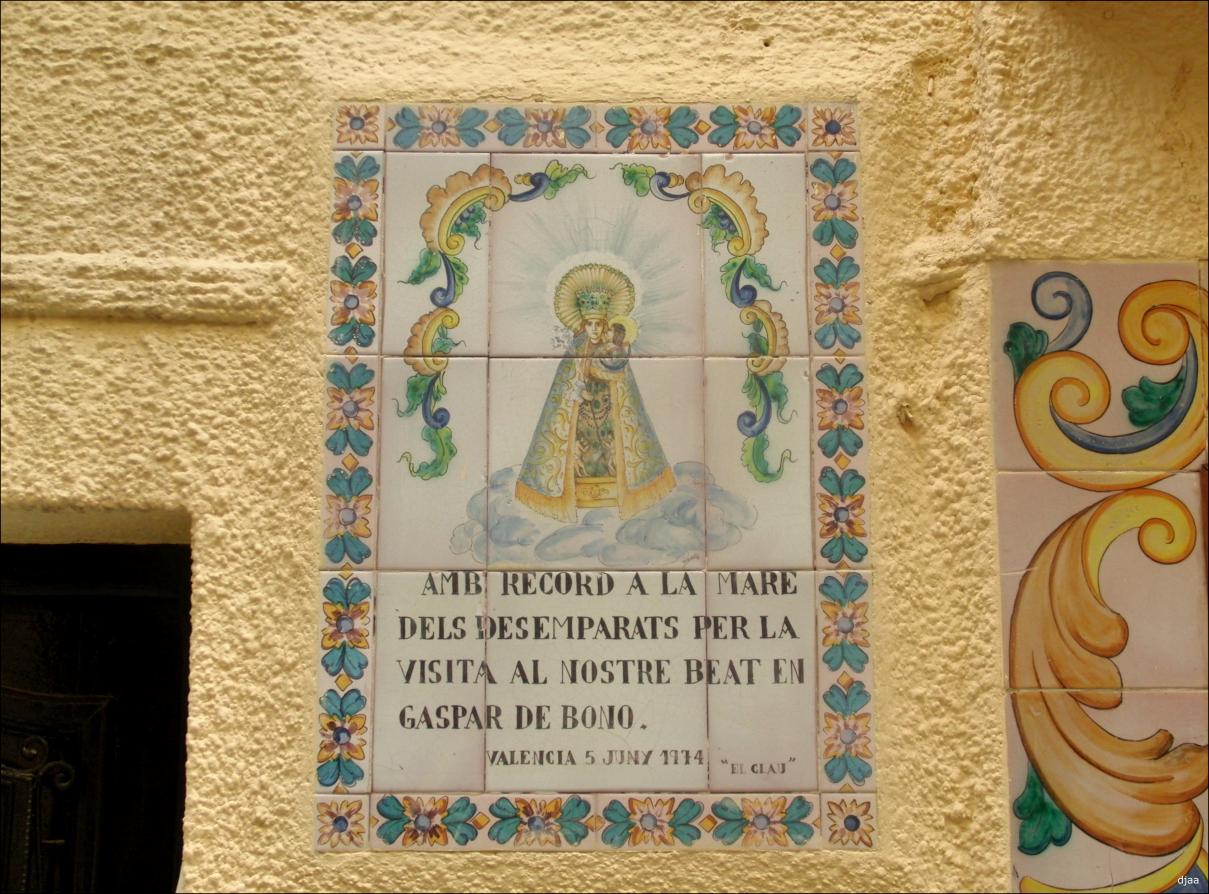 AMB RECORD A LA MARE
DELS DESEMPARATS PER LA
VISITA AL NOSTRE BEAT EN
GASPAR DE BONO.
VALENCIA 5 JUNY 1974
"EL CLAU"
djaa